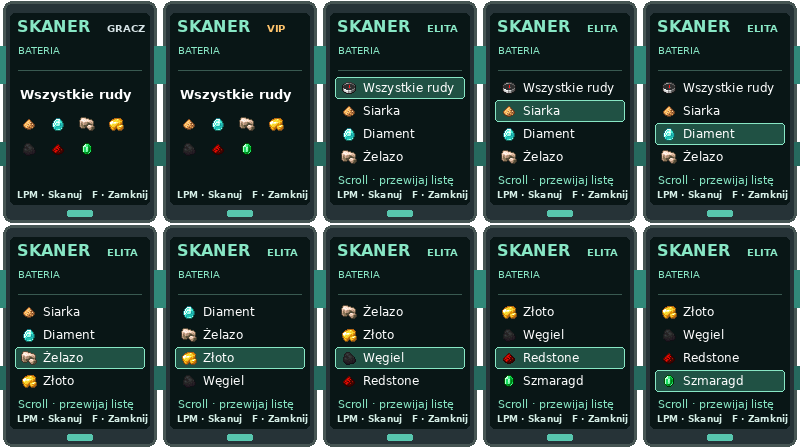 SKANER GRACZ
BATERIA
Wszystkie rudy
LPM · Skanuj F · Zamknij
SKANER VIP
BATERIA
Wszystkie rudy
LPM · Skanuj F · Zamknij
SKANER ELITA
BATERIA
Wszystkie rudy
Siarka
Diament
Żelazo
Scroll · przewijaj listę
LPM · Skanuj F · Zamknij
SKANER ELITA
BATERIA
Wszystkie rudy
Siarka
Diament
Żelazo
Scroll · przewijaj listę
LPM · Skanuj F · Zamknij
SKANER ELITA
BATERIA
Wszystkie rudy
Siarka
Diament
Żelazo
Scroll · przewijaj listę
LPM · Skanuj F · Zamknij
SKANER ELITA
BATERIA
Siarka
Diament
Żelazo
Złoto
Scroll · przewijaj listę
LPM · Skanuj F · Zamknij
SKANER ELITA
BATERIA
Diament
Żelazo
Złoto
Węgiel
Scroll · przewijaj listę
LPM · Skanuj F · Zamknij
SKANER ELITA
BATERIA
Żelazo
Złoto
Węgiel
Redstone
Scroll · przewijaj listę
LPM · Skanuj F · Zamknij
SKANER ELITA
BATERIA
Złoto
Węgiel
Redstone
Szmaragd
Scroll · przewijaj listę
LPM · Skanuj F · Zamknij
SKANER ELITA
BATERIA
Złoto
Węgiel
Redstone
Szmaragd
Scroll · przewijaj listę
LPM · Skanuj F · Zamknij